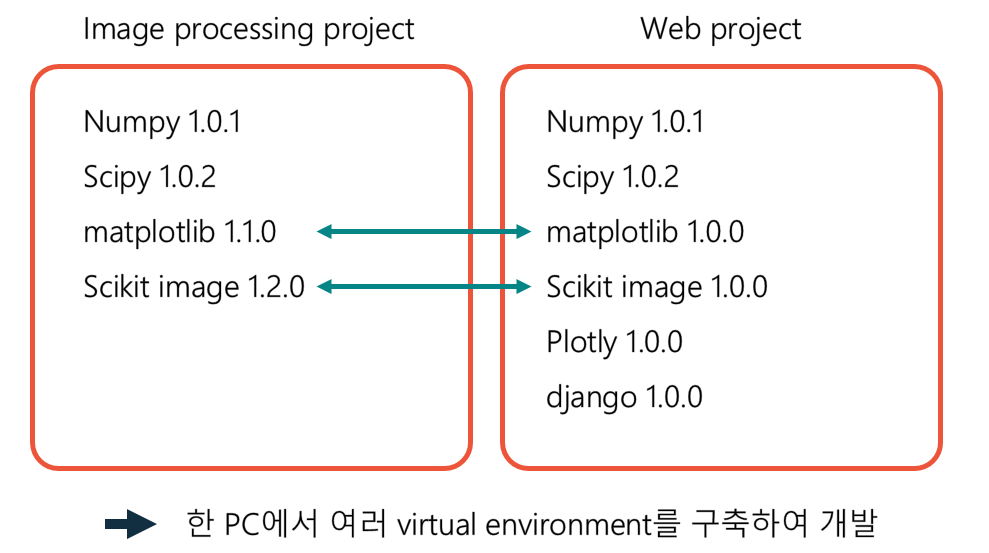 Image processing project
Web project
Numpy 1.0.1
Scipy 1.0.2
matplotlib 1.1.0
Scikit image 1.2.0
Numpy 1.0.1
Scipy 1.0.2
matplotlib 1.0.0
Scikit image 1.0.0
Plotly 1.0.0
django 1.0.0
한 PC에서 여러 virtual environment를 구축하여 개발